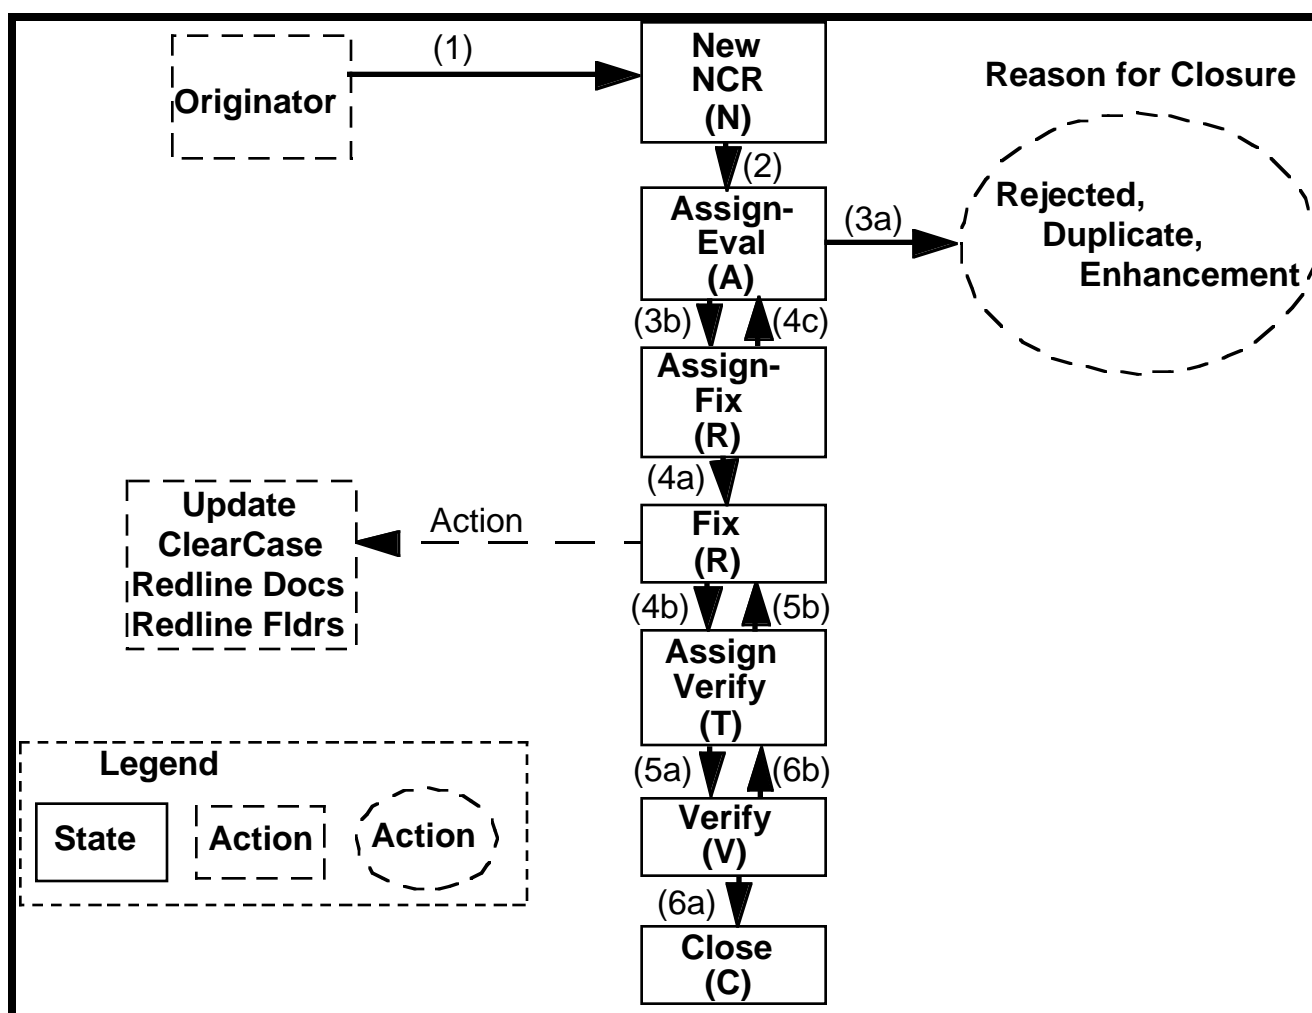 Originator
(1)
New
NCR
(N)
Reason for Closure
(2)
Assign-
Eval
(A)
(3a)
Rejected,
Duplicate,
Enhancement
(3b)
(4c)
Assign-
Fix
(R)
(4a)
Update
ClearCase
Redline Docs
Redline Fldrs
Action
Fix
(R)
(4b)
(5b)
Assign
Verify
(T)
(5a)
(6b)
Verify
(V)
(6a)
Close
(C)
Legend
State
Action
Action